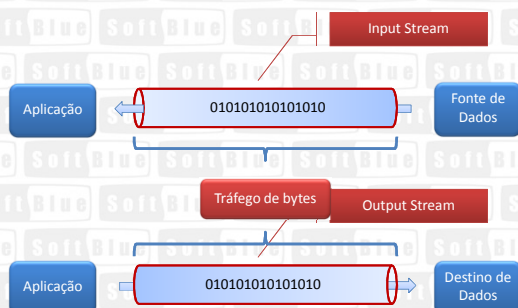 Input Stream
Aplicação
010101010101010
Fonte de
Dados
Tráfego de bytes
Output Stream
Aplicação
010101010101010
Destino de
Dados